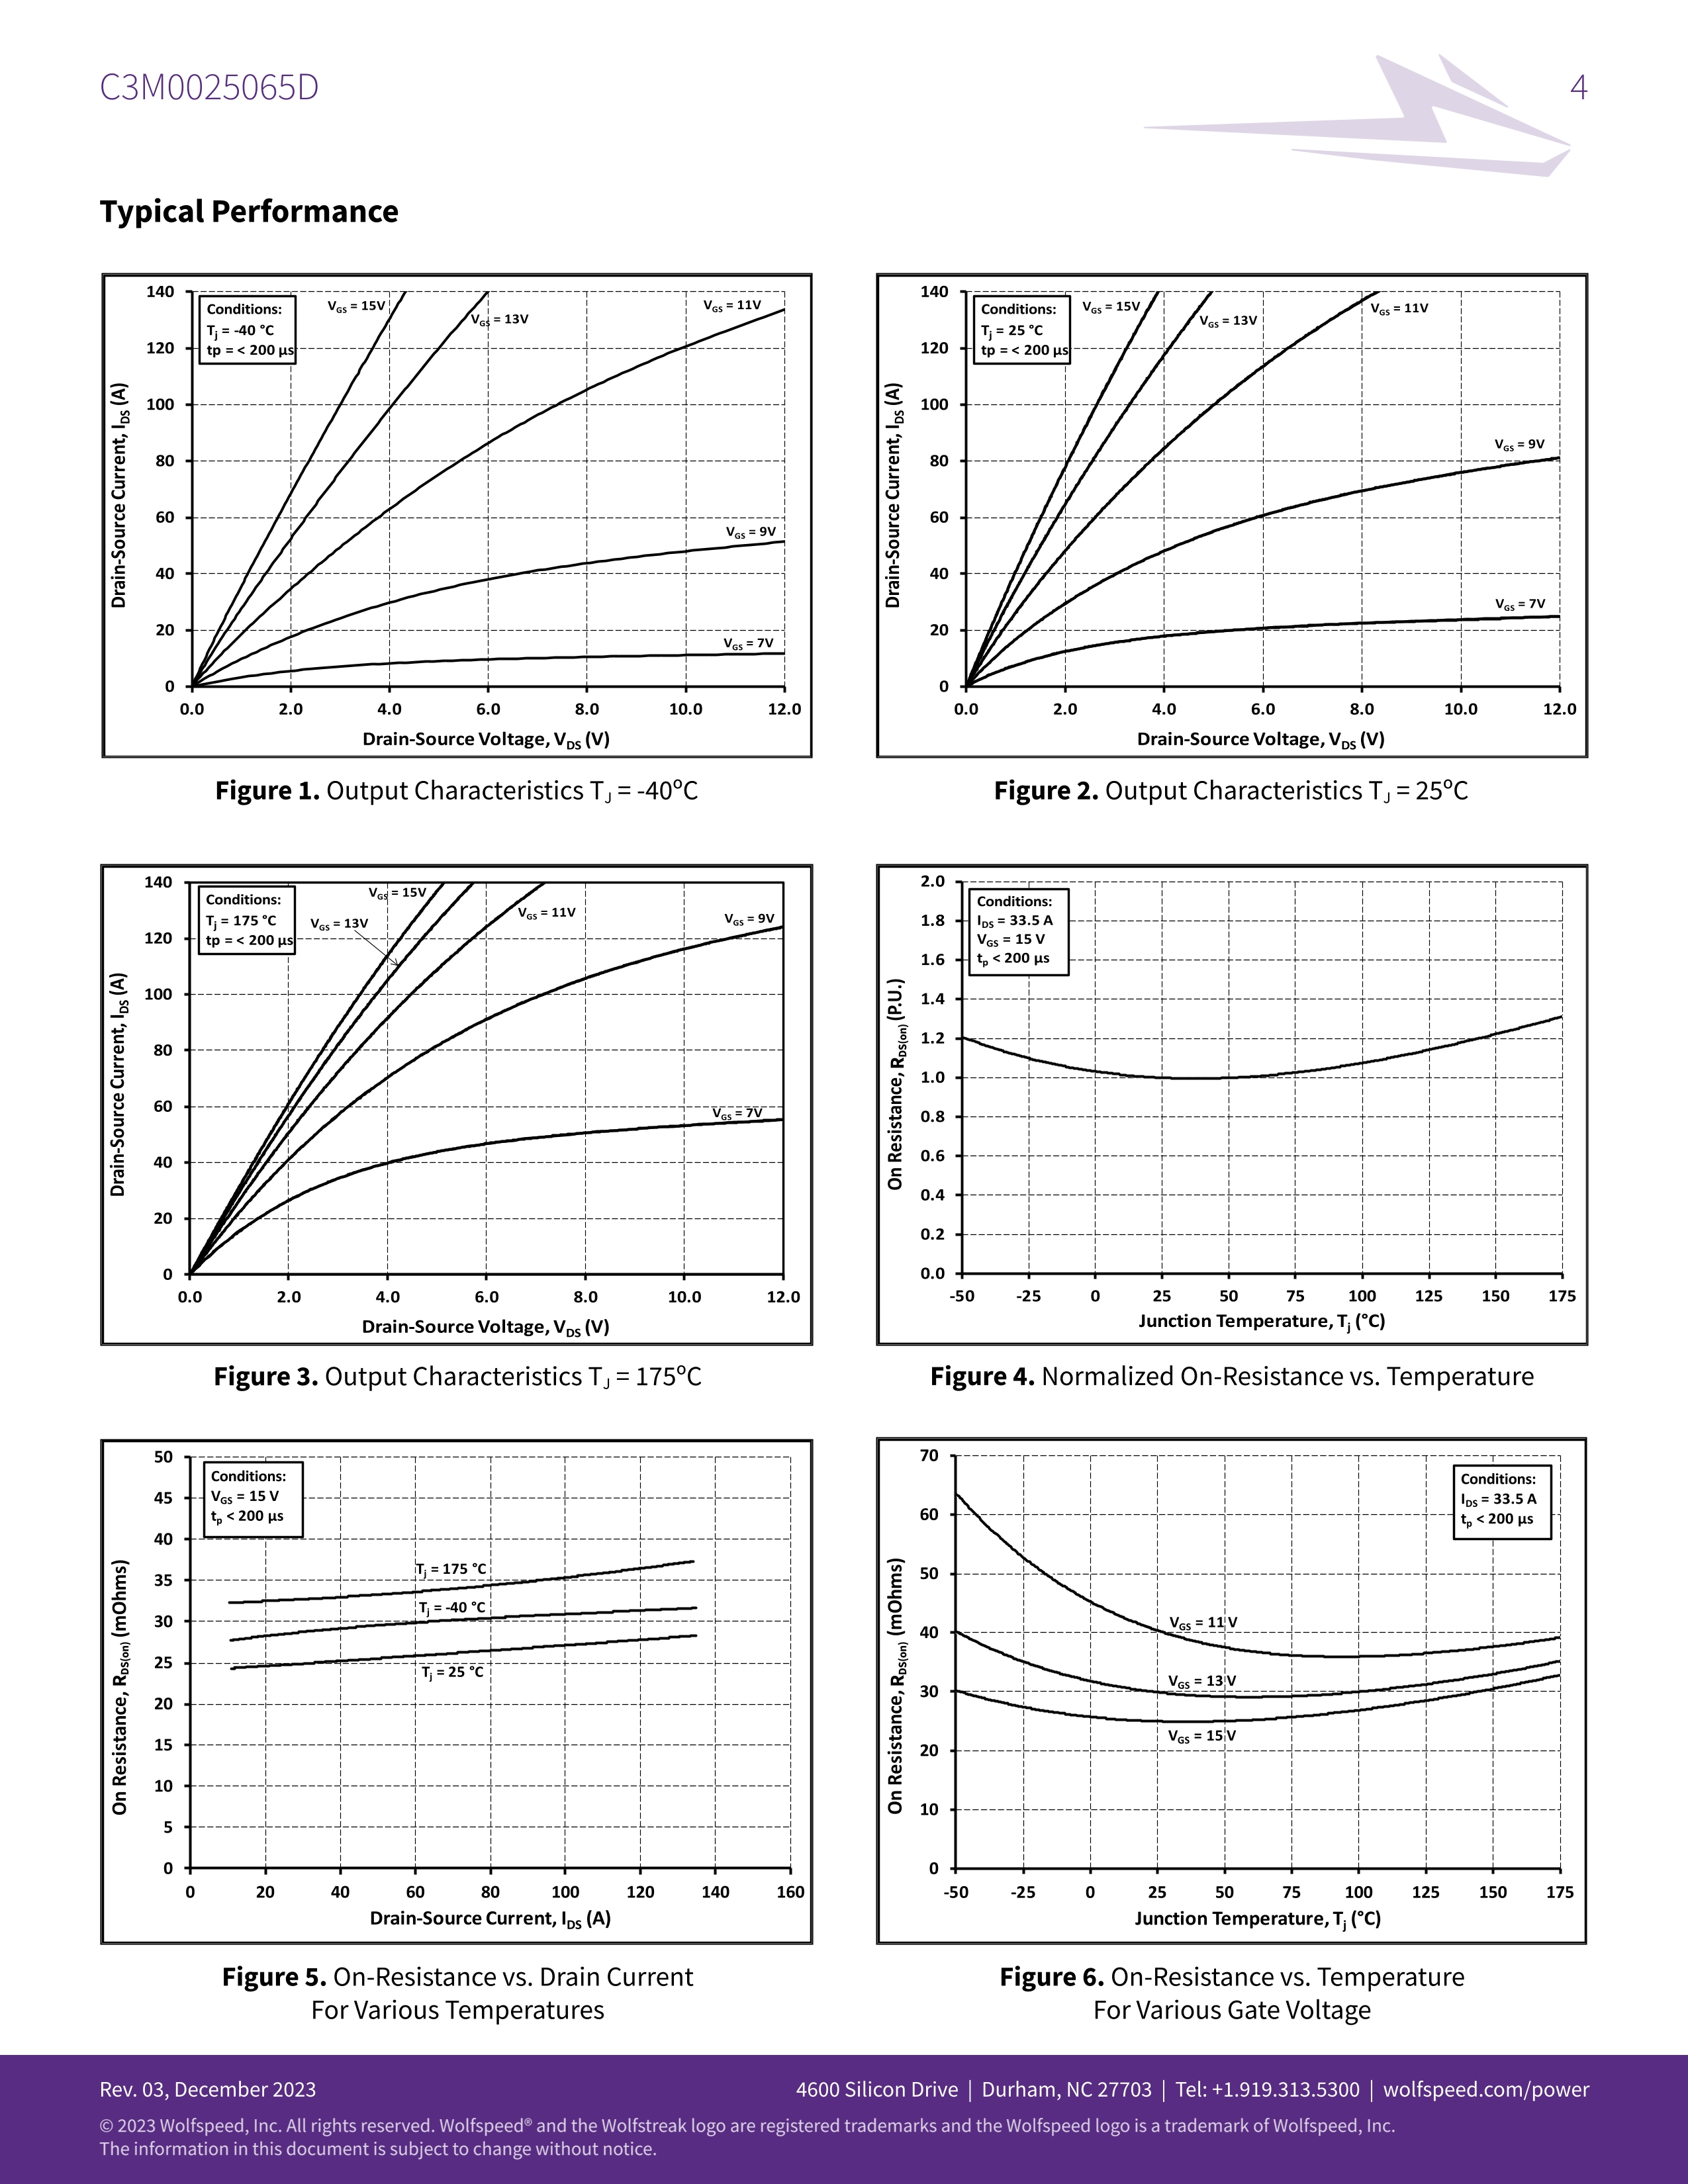 C3M0025065D
4
Typical Performance
140
120
100
80
60
40
20
0
0.0 2.0 4.0 6.0 8.0 10.0 12.0
Drain-Source Current, IDS (A)
Drain-Source Voltage, VDS (V)
Conditions:
Tj = -40 °C
tp = < 200 µs
VGS = 15V
VGS = 13V
VGS = 11V
VGS = 9V
VGS = 7V
Figure 1. Output Characteristics TJ = -40ºC
140
120
100
80
60
40
20
0
0.0 2.0 4.0 6.0 8.0 10.0 12.0
Drain-Source Current, IDS (A)
Drain-Source Voltage, VDS (V)
Conditions:
Tj = 25 °C
tp = < 200 µs
VGS = 15V
VGS = 13V
VGS = 11V
VGS = 9V
VGS = 7V
Figure 2. Output Characteristics TJ = 25ºC
140
120
100
80
60
40
20
0
0.0 2.0 4.0 6.0 8.0 10.0 12.0
Drain-Source Current, IDS (A)
Drain-Source Voltage, VDS (V)
Conditions:
Tj = 175 °C
tp = < 200 µs
VGS = 15V
VGS = 13V
VGS = 11V
VGS = 9V
VGS = 7V
Figure 3. Output Characteristics TJ = 175ºC
2.0
1.8
1.6
1.4
1.2
1.0
0.8
0.6
0.4
0.2
0.0
-50 -25 0 25 50 75 100 125 150 175
On Resistance, RDS(on) (P.U.)
Junction Temperature, Tj (°C)
Conditions:
IDS = 33.5 A
VGS = 15 V
tp < 200 µs
Figure 4. Normalized On-Resistance vs. Temperature
50
45
40
35
30
25
20
15
10
5
0
0 20 40 60 80 100 120 140 160
On Resistance, RDS(on) (mOhms)
Drain-Source Current, IDS (A)
Conditions:
VGS = 15 V
tp < 200 µs
Tj = 175 °C
Tj = -40 °C
Tj = 25 °C
Figure 5. On-Resistance vs. Drain Current
For Various Temperatures
70
60
50
40
30
20
10
0
-50 -25 0 25 50 75 100 125 150 175
On Resistance, RDS(on) (mOhms)
Junction Temperature, Tj (°C)
Conditions:
IDS = 33.5 A
tp < 200 µs
VGS = 11 V
VGS = 13 V
VGS = 15 V
Figure 6. On-Resistance vs. Temperature
For Various Gate Voltage
Rev. 03, December 2023
4600 Silicon Drive | Durham, NC 27703 | Tel: +1.919.313.5300 | wolfspeed.com/power
© 2023 Wolfspeed, Inc. All rights reserved. Wolfspeed® and the Wolfstreak logo are registered trademarks and the Wolfspeed logo is a trademark of Wolfspeed, Inc.
The information in this document is subject to change without notice.